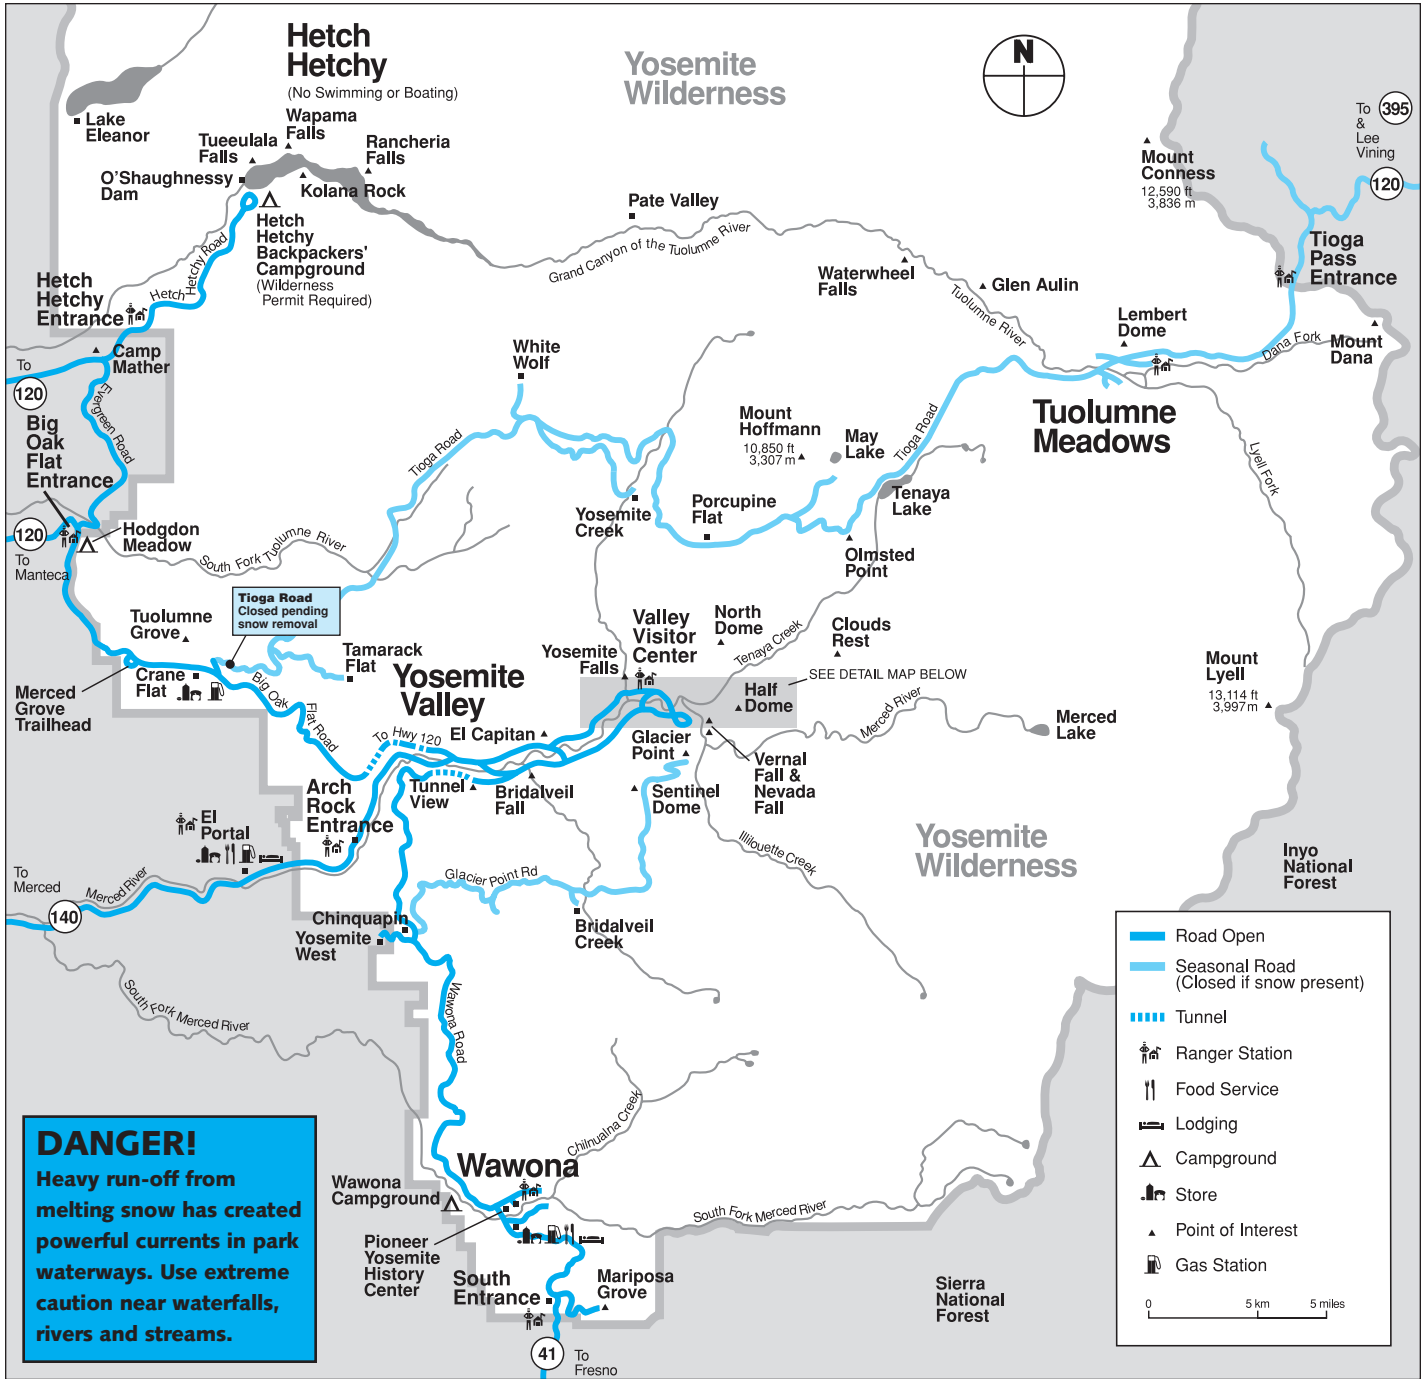 Hetch
Hetchy
(No Swimming or Boating)
Yosemite
Wilderness
N
To
395
&
Lee
Vining
120
Lake
Eleanor
Wapama
Falls
Tueeulala
Falls
Rancheria
Falls
O'Shaughnessy
Dam
Kolana Rock
Mount
Conness
12,590 ft
3,836 m
Pate Valley
Grand Canyon of the Tuolumne River
Hetch
Hetchy
Backpackers'
Campground
(Wilderness
Permit Required)
Hetch Hetchy Road
Tioga
Pass
Entrance
Waterwheel
Falls
Glen Aulin
Tuolumne River
Hetch
Hetchy
Entrance
Lembert
Dome
Dana Fork
Mount
Dana
Camp
Mather
To
120
Evergreen Road
White
Wolf
Big
Oak
Flat
Entrance
Tioga Road
Mount
Hoffmann
10,850 ft
3,307 m
May
Lake
Tioga Road
Tuolumne
Meadows
Lyell Fork
Tenaya
Lake
Yosemite
Creek
Porcupine
Flat
120
To
Manteca
Hodgdon
Meadow
South Fork Tuolumne River
Olmsted
Point
Tioga Road
Closed pending
snow removal
Tuolumne
Grove
Valley
Visitor
Center
North
Dome
Tenaya Creek
Clouds
Rest
Yosemite
Falls
Tamarack
Flat
SEE DETAIL MAP BELOW
Mount
Lyell
13,114 ft
3,997 m
Merced
Grove
Trailhead
Crane
Flat
Big Oak
Flat Road
Yosemite
Valley
Half
Dome
Merced River
Merced
Lake
To Hwy 120
El Capitan
Glacier
Point
Vernal
Fall &
Nevada
Fall
Arch
Rock
Entrance
Tunnel
View
Bridalveil
Fall
Sentinel
Dome
El
Portal
Illilouette Creek
Yosemite
Wilderness
Inyo
National
Forest
To
Merced
Merced River
140
Glacier Point Rd
Chinquapin
Yosemite
West
Bridalveil
Creek
South Fork Merced River
Wawona Road
Road Open
Seasonal Road
(Closed if snow present)
Tunnel
Ranger Station
Food Service
Lodging
Campground
Store
Point of Interest
Gas Station
0
5 km
5 miles
Chilnualna Creek
DANGER!
Heavy run-off from
melting snow has created
powerful currents in park
waterways. Use extreme
caution near waterfalls,
rivers and streams.
Wawona
Wawona
Campground
South Fork Merced River
Pioneer
Yosemite
History
Center
South
Entrance
Mariposa
Grove
Sierra
National
Forest
41
To
Fresno